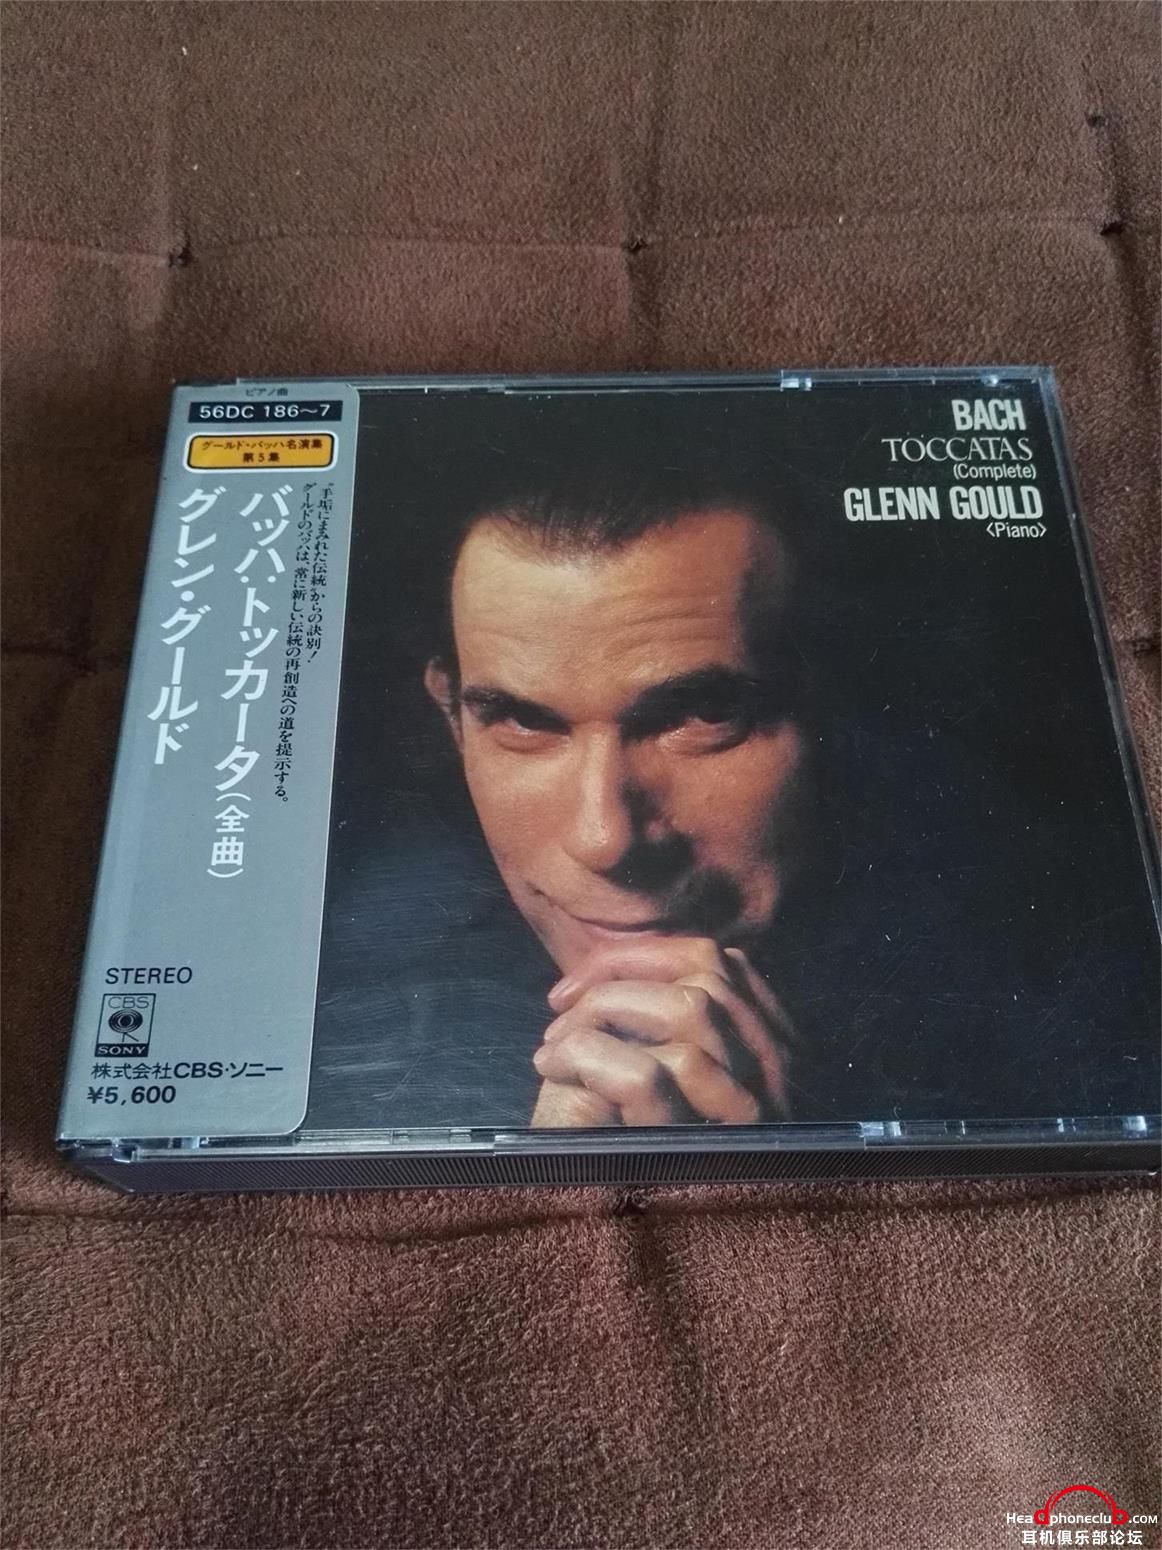 ピアノ曲
56DC 186〜7
グールド・バッハ名演集
第5集
“手垢にまみれた伝統”からの訣別!
グールドのバッハは、常に新しい伝統の再創造への道を提示する。
バッハ・トッカータ(全曲)
グレン・グールド
STEREO
CBS
SONY
株式会社CBS・ソニー
¥5,600
BACH
TOCCATAS
(Complete)
GLENN GOULD
〈Piano〉
Headphoneclub.com
耳机俱乐部论坛